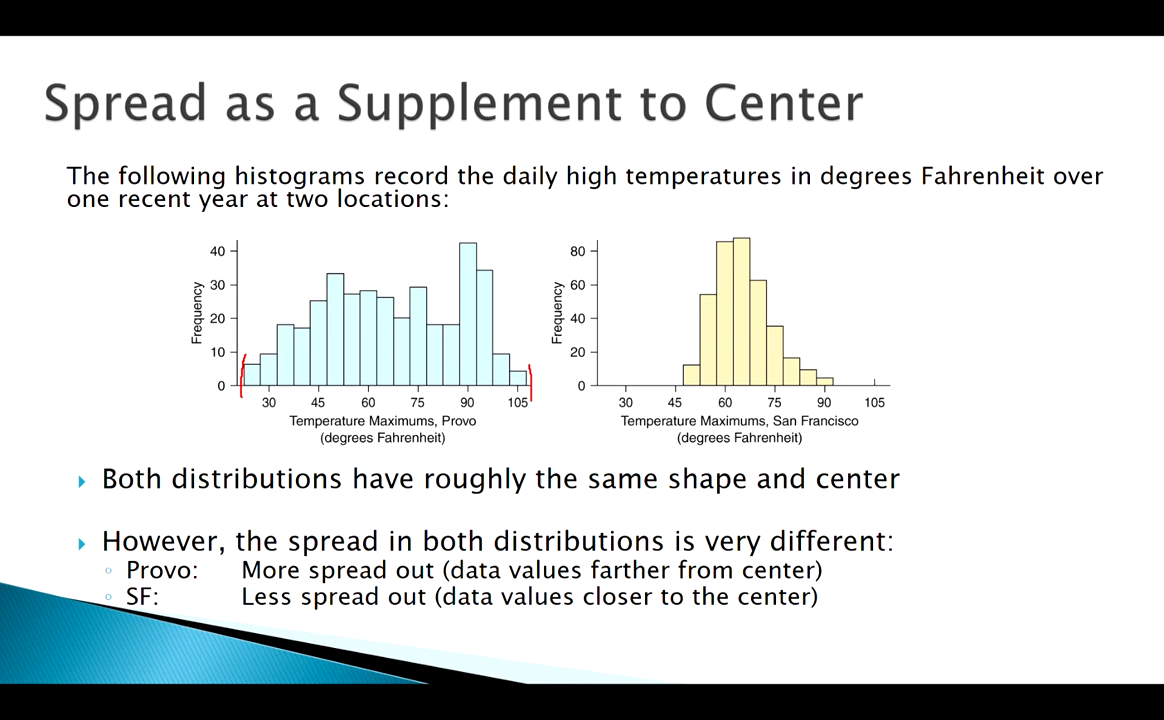 Spread as a Supplement to Center
The following histograms record the daily high temperatures in degrees Fahrenheit over
one recent year at two locations:
40
30
20
10
0
Frequency
30 45 60 75 90 105
Temperature Maximums, Provo
(degrees Fahrenheit)
80
60
40
20
0
Frequency
30 45 60 75 90 105
Temperature Maximums, San Francisco
(degrees Fahrenheit)
Both distributions have roughly the same shape and center
However, the spread in both distributions is very different:
Provo: More spread out (data values farther from center)
SF: Less spread out (data values closer to the center)